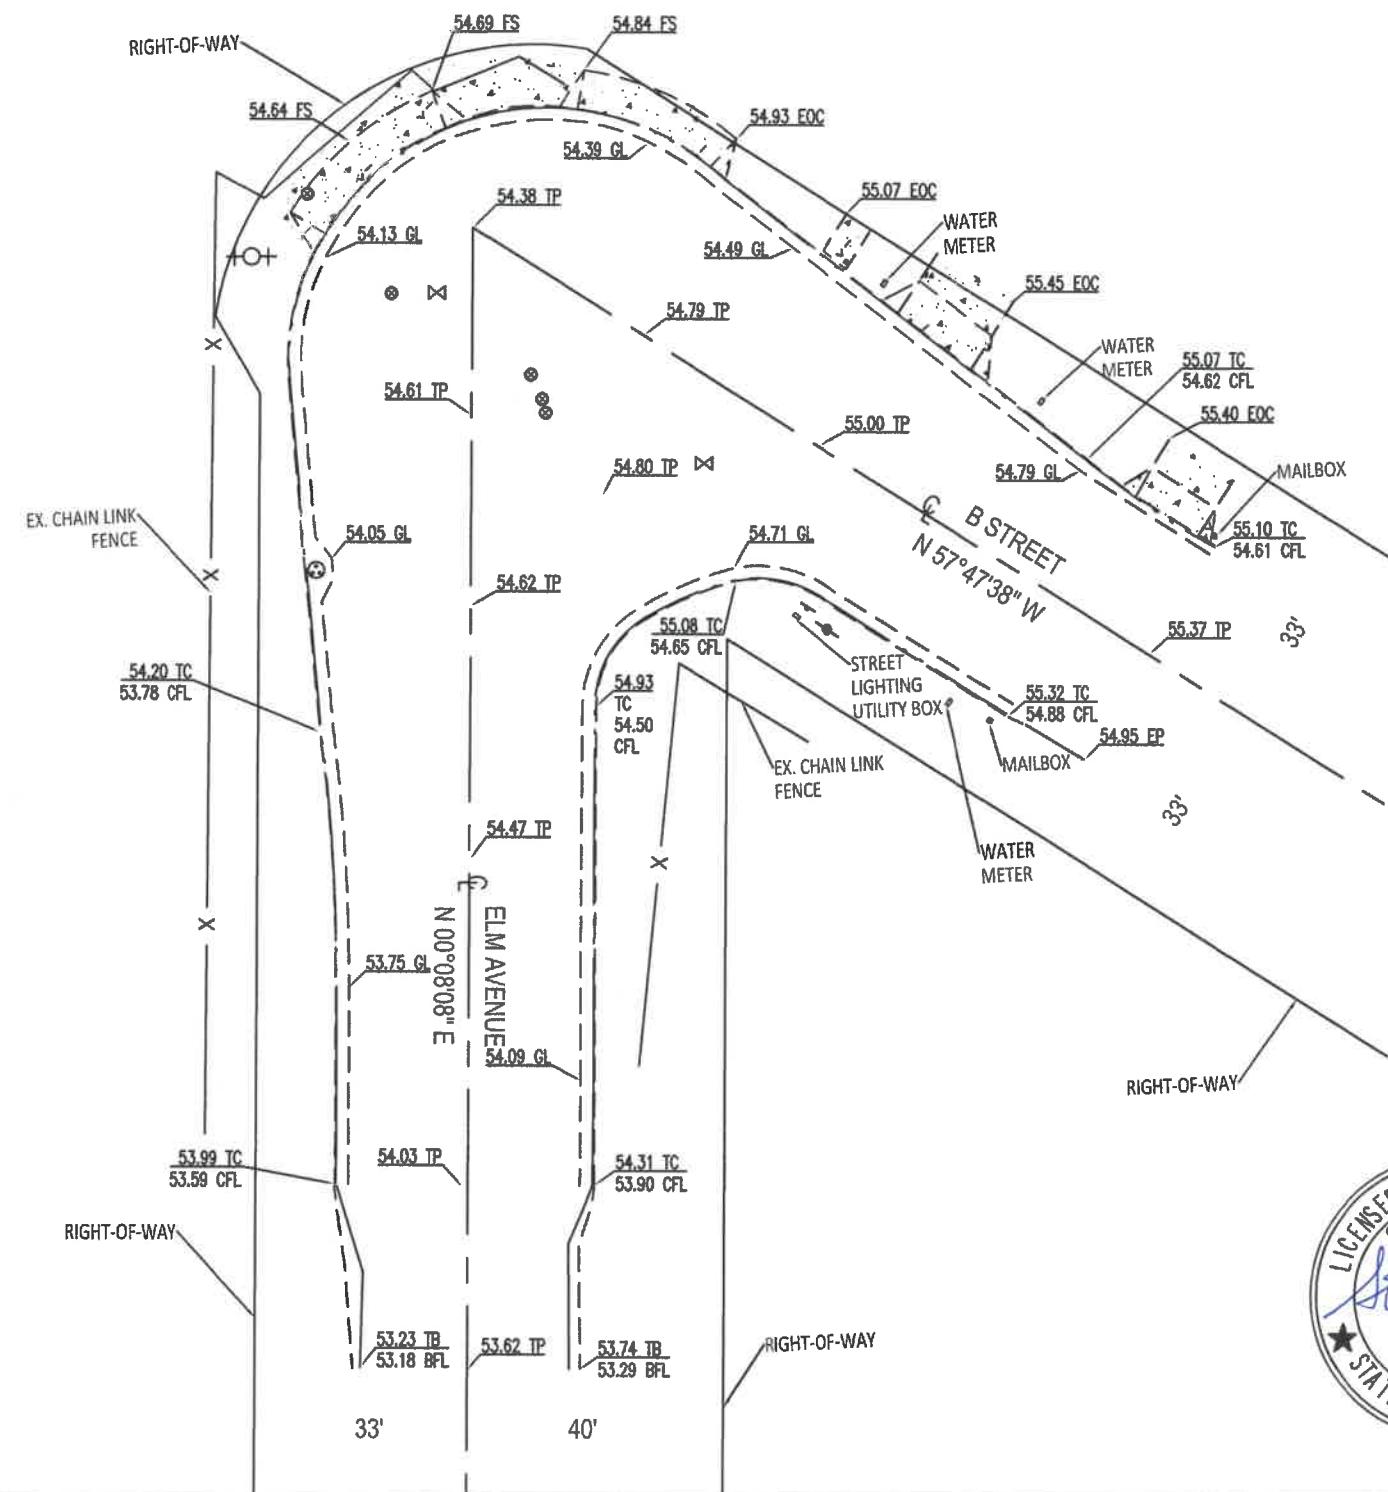 54.69 FS
54.84 FS
RIGHT-OF-WAY
54.64 FS
54.93 EOC
54.39 GL
54.38 TP
55.07 EOC
WATER
METER
54.13 GL
54.49 GL
55.45 EOC
54.79 TP
WATER
METER
55.07 TC
54.62 CFL
54.61 TP
55.40 EOC
55.00 TP
54.80 TP
54.79 GL
MAILBOX
EX. CHAIN LINK
FENCE
X
X
X
54.05 GL
54.71 GL
CL
B STREET
N 57°47'38" W
55.10 TC
54.61 CFL
54.62 TP
55.08 TC
54.65 CFL
55.37 TP
33'
54.20 TC
53.78 CFL
54.93
TC
54.50
CFL
STREET
LIGHTING
UTILITY BOX
55.32 TC
54.88 CFL
54.95 EP
MAILBOX
EX. CHAIN LINK
FENCE
33'
54.47 TP
X
WATER
METER
CL
ELM AVENUE
N 00°08'08" E
53.75 GL
54.09 GL
RIGHT-OF-WAY
53.99 TC
53.59 CFL
54.03 TP
54.31 TC
53.90 CFL
RIGHT-OF-WAY
53.23 TB
53.18 BFL
53.62 TP
53.74 TB
53.29 BFL
RIGHT-OF-WAY
33'
40'
LICENSE
STAT